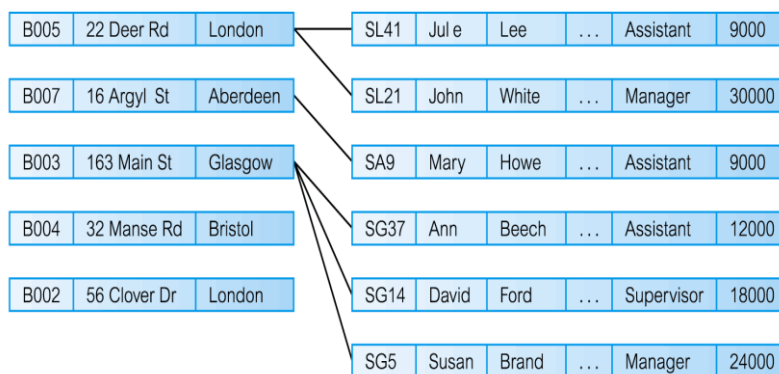 B005 22 Deer Rd London SL41 Jul e Lee ... Assistant 9000
B007 16 Argyl St Aberdeen SL21 John White ... Manager 30000
B003 163 Main St Glasgow SA9 Mary Howe ... Assistant 9000
B004 32 Manse Rd Bristol SG37 Ann Beech ... Assistant 12000
B002 56 Clover Dr London SG14 David Ford ... Supervisor 18000
SG5 Susan Brand ... Manager 24000